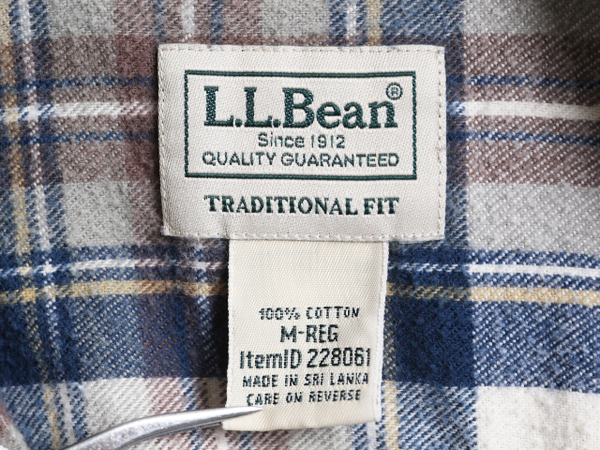 L.L.Bean®
Since 1912
QUALITY GUARANTEED
TRADITIONAL FIT
100% COTTON
M-REG
ItemID 228061
MADE IN SRI LANKA
CARE ON REVERSE